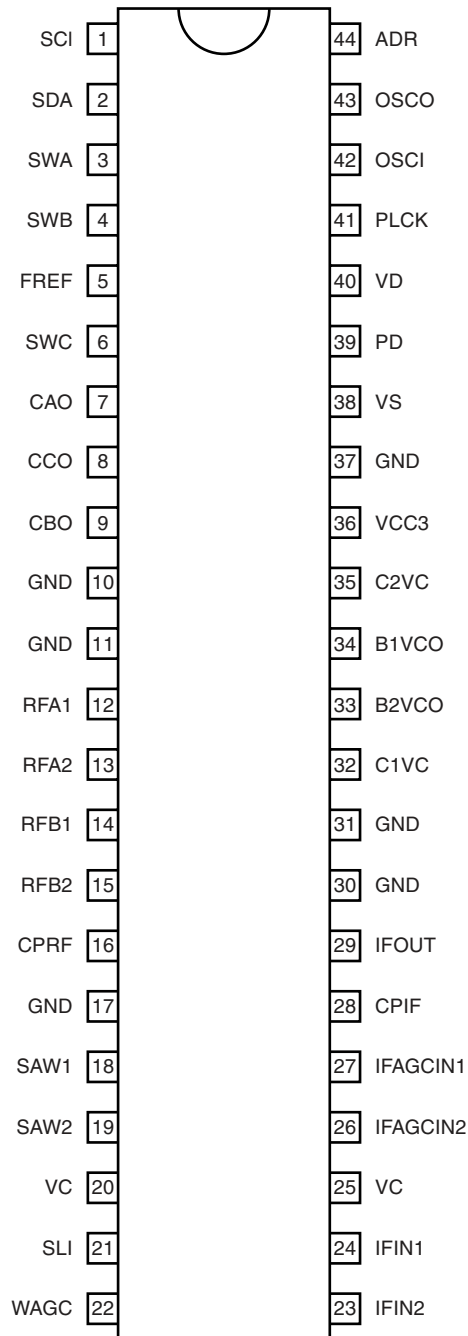 SCI 1 44 ADR
SDA 2 43 OSCO
SWA 3 42 OSCI
SWB 4 41 PLCK
FREF 5 40 VD
SWC 6 39 PD
CAO 7 38 VS
CCO 8 37 GND
CBO 9 36 VCC3
GND 10 35 C2VC
GND 11 34 B1VCO
RFA1 12 33 B2VCO
RFA2 13 32 C1VC
RFB1 14 31 GND
RFB2 15 30 GND
CPRF 16 29 IFOUT
GND 17 28 CPIF
SAW1 18 27 IFAGCIN1
SAW2 19 26 IFAGCIN2
VC 20 25 VC
SLI 21 24 IFIN1
WAGC 22 23 IFIN2